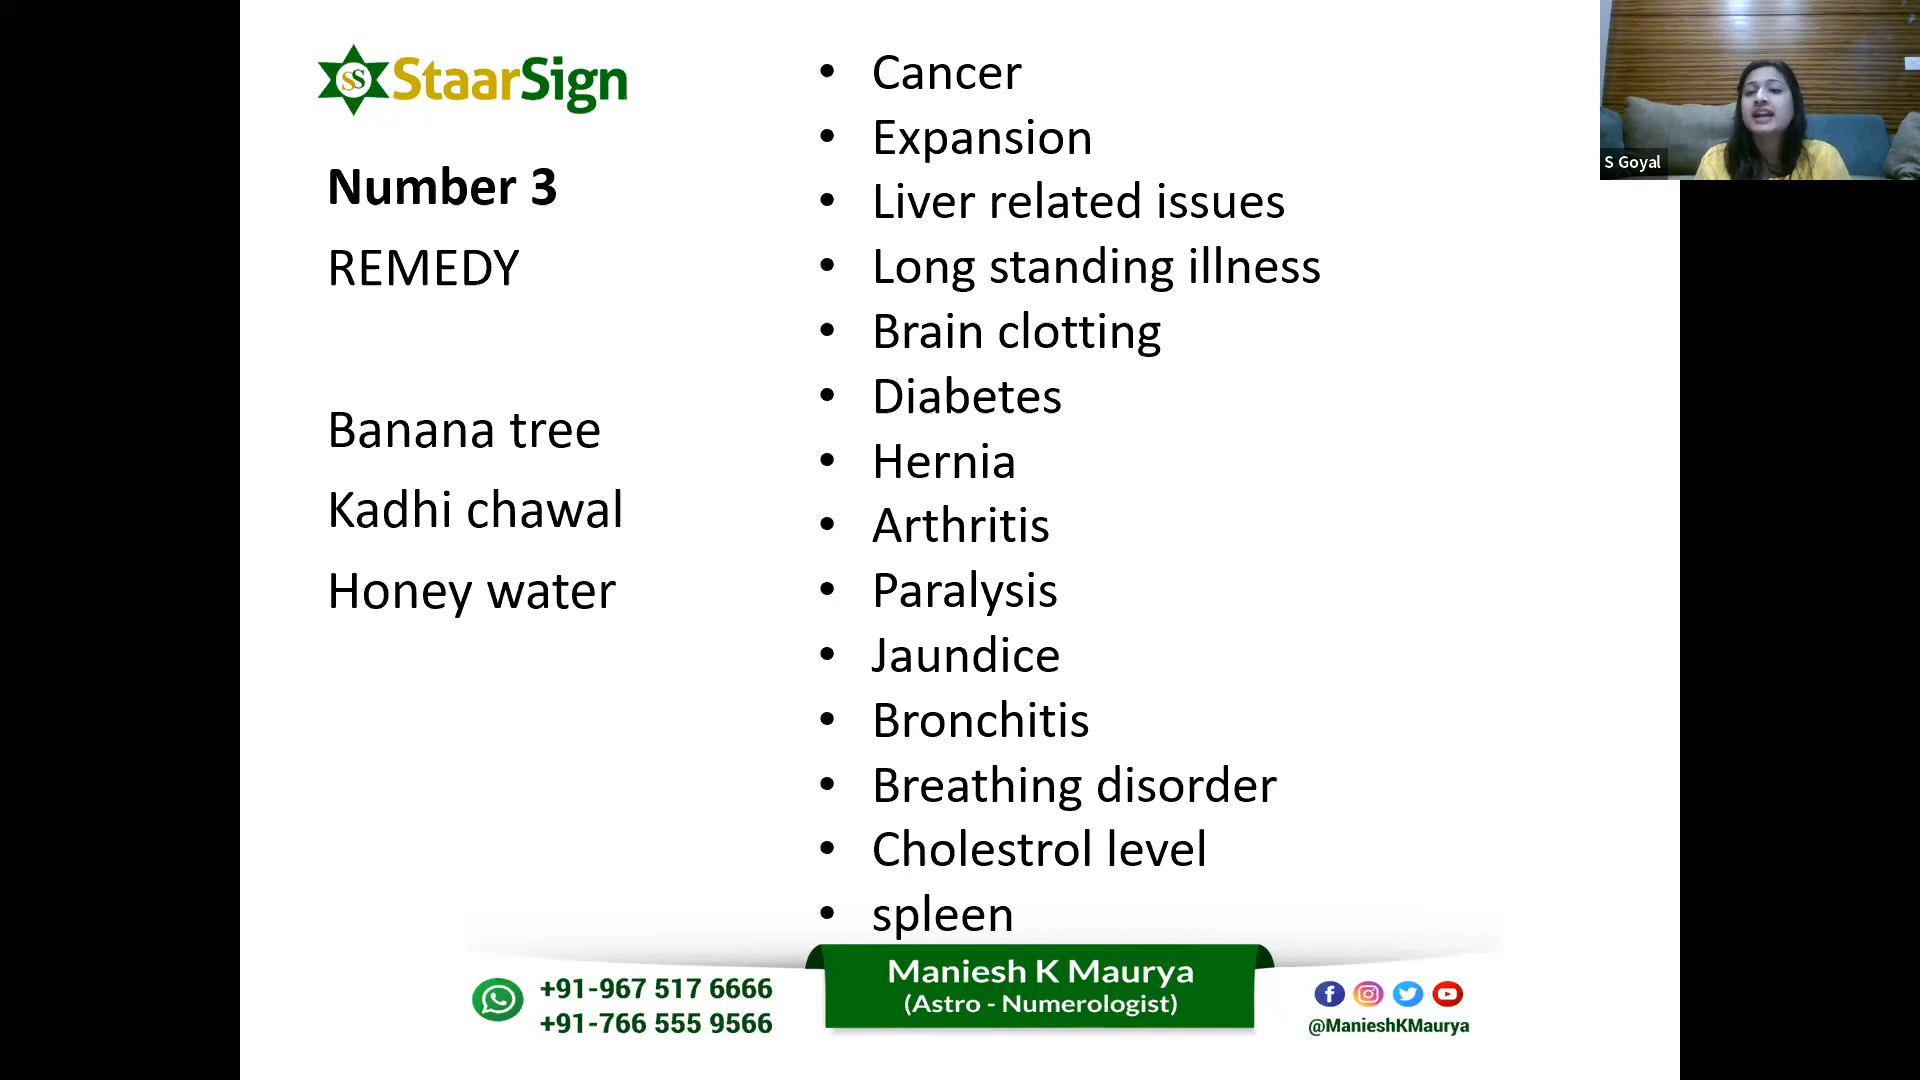 SS StaarSign
Number 3
REMEDY
Banana tree
Kadhi chawal
Honey water
• Cancer
• Expansion
• Liver related issues
• Long standing illness
• Brain clotting
• Diabetes
• Hernia
• Arthritis
• Paralysis
• Jaundice
• Bronchitis
• Breathing disorder
• Cholestrol level
• spleen
S Goyal
+91-967 517 6666
+91-766 555 9566
Maniesh K Maurya
(Astro - Numerologist)
@ManieshKMaurya